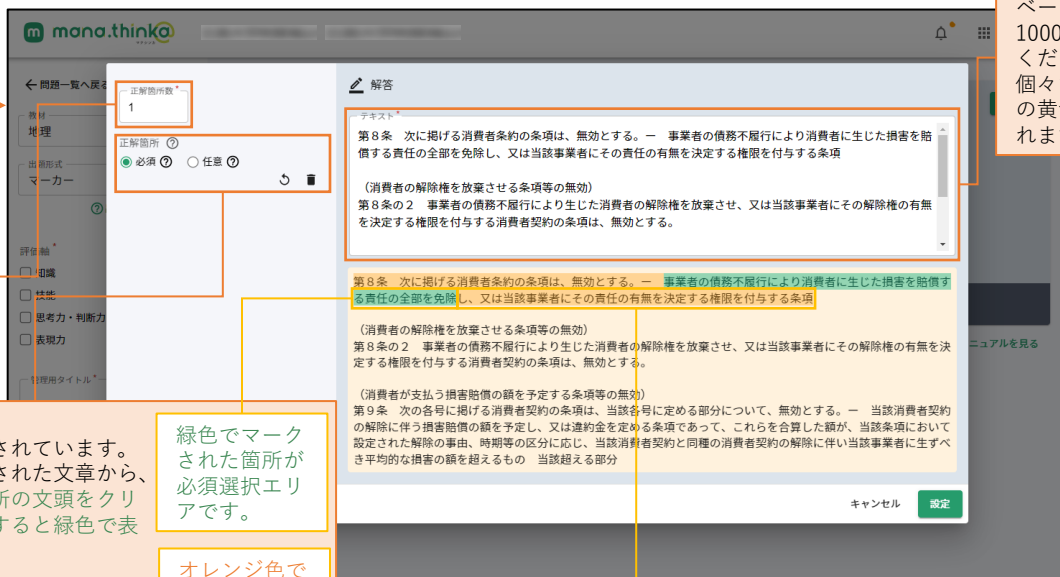 mana.thinka
ベー
1000
くだ
個々
の黄
れま
問題一覧へ戻る
教材
地理
出題形式
マーカー
評価軸*
知識
技能
思考力・判断力
表現力
管理用タイトル*
正解箇所数*
1
正解箇所
必須
任意
解答
テキスト*
第８条　次に掲げる消費者条約の条項は、無効とする。一　事業者の債務不履行により消費者に生じた損害を賠
償する責任の全部を免除し、又は当該事業者にその責任の有無を決定する権限を付与する条項
（消費者の解除権を放棄させる条項等の無効）
第８条の２　事業者の債務不履行により生じた消費者の解除権を放棄させ、又は当該事業者にその解除権の有無
を決定する権限を付与する消費者契約の条項は、無効とする。
第８条　次に掲げる消費者条約の条項は、無効とする。一　事業者の債務不履行により消費者に生じた損害を賠償す
る責任の全部を免除し、又は当該事業者にその責任の有無を決定する権限を付与する条項
（消費者の解除権を放棄させる条項等の無効）
第８条の２　事業者の債務不履行により生じた消費者の解除権を放棄させ、又は当該事業者にその解除権の有無を決
定する権限を付与する消費者契約の条項は、無効とする。
（消費者が支払う損害賠償の額を予定する条項等の無効）
第９条　次の各号に掲げる消費者契約の条項は、当該各号に定める部分について、無効とする。一　当該消費者契約
の解除に伴う損害賠償の額を予定し、又は違約金を定める条項であって、これらを合算した額が、当該条項において
設定された解除の事由、時期等の区分に応じ、当該消費者契約と同種の消費者契約の解除に伴い当該事業者に生ずべ
き平均的な損害の額を超えるもの　当該超える部分
キャンセル
設定
ニュアルを見る
されています。
された文章から、
所の文頭をクリ
すると緑色で表
緑色でマーク
された箇所が
必須選択エリ
アです。
オレンジ色で